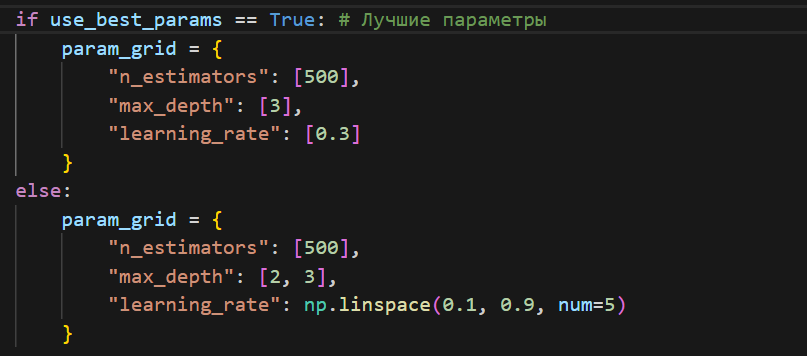 if use_best_params == True: # Лучшие параметры
    param_grid = {
        "n_estimators": [500],
        "max_depth": [3],
        "learning_rate": [0.3]
    }
else:
    param_grid = {
        "n_estimators": [500],
        "max_depth": [2, 3],
        "learning_rate": np.linspace(0.1, 0.9, num=5)
    }